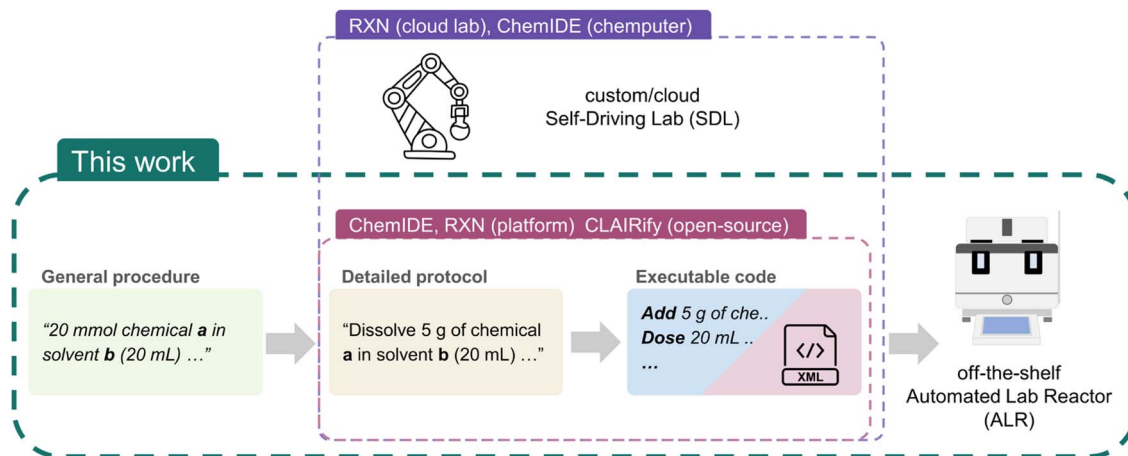 RXN (cloud lab), ChemIDE (chemputer)
custom/cloud
Self-Driving Lab (SDL)
This work
ChemIDE, RXN (platform) CLAIRify (open-source)
General procedure
“20 mmol chemical a in
solvent b (20 mL) …”
Detailed protocol
“Dissolve 5 g of chemical
a in solvent b (20 mL) …”
Executable code
Add 5 g of che..
Dose 20 mL ..
…
</>
XML
off-the-shelf
Automated Lab Reactor
(ALR)